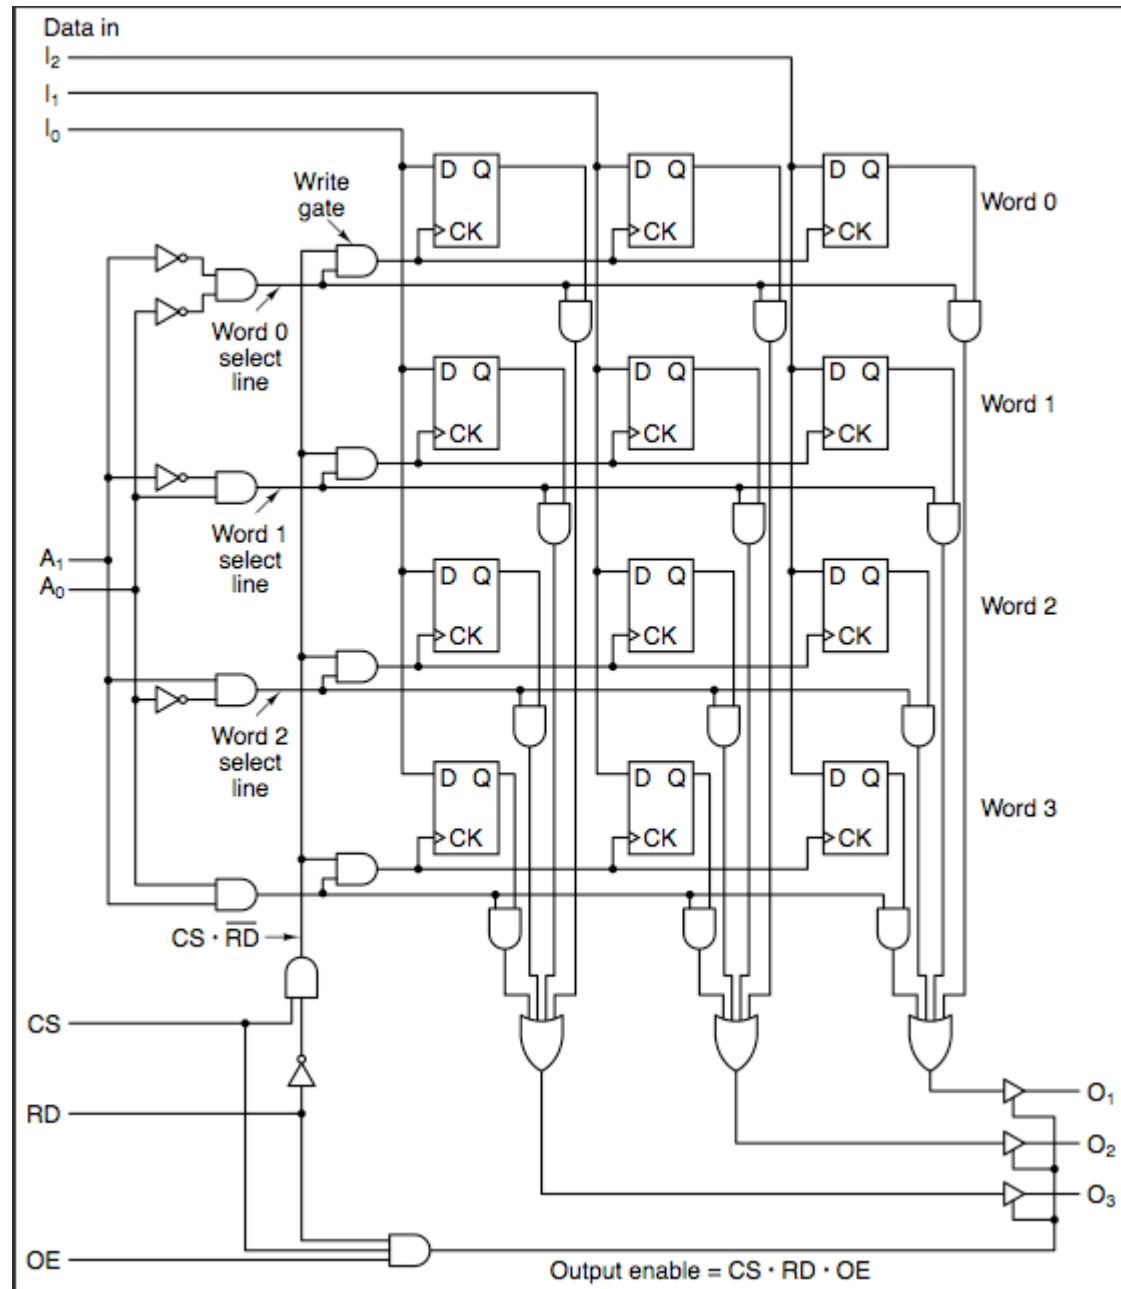 Data in
I₂
I₁
I₀
D Q
CK
D Q
CK
D Q
CK
Word 0
Write
gate
Word 0
select
line
D Q
CK
D Q
CK
D Q
CK
Word 1
Word 1
select
line
A₁
A₀
D Q
CK
D Q
CK
D Q
CK
Word 2
Word 2
select
line
D Q
CK
D Q
CK
D Q
CK
Word 3
CS · R̅D̅
CS
RD
OE
O₁
O₂
O₃
Output enable = CS · RD · OE